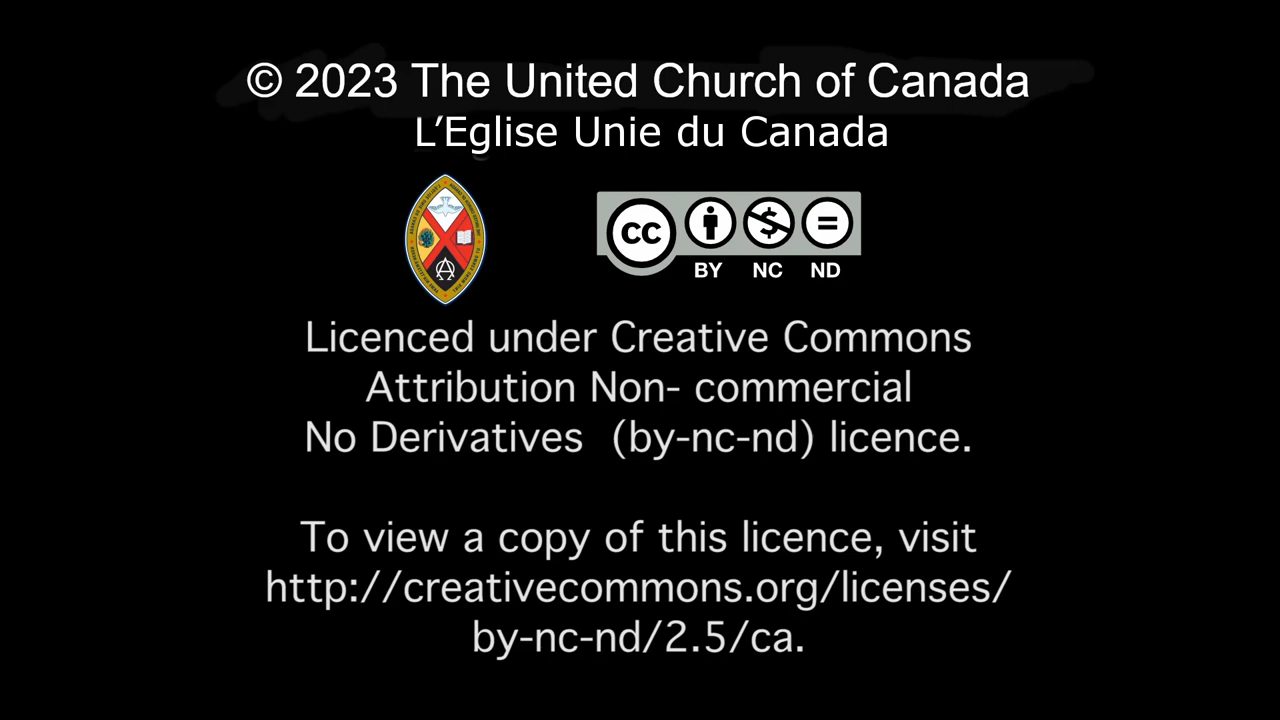 © 2023 The United Church of Canada
L’Eglise Unie du Canada
CC
BY NC ND
Licenced under Creative Commons
Attribution Non- commercial
No Derivatives (by-nc-nd) licence.
To view a copy of this licence, visit
http://creativecommons.org/licenses/
by-nc-nd/2.5/ca.